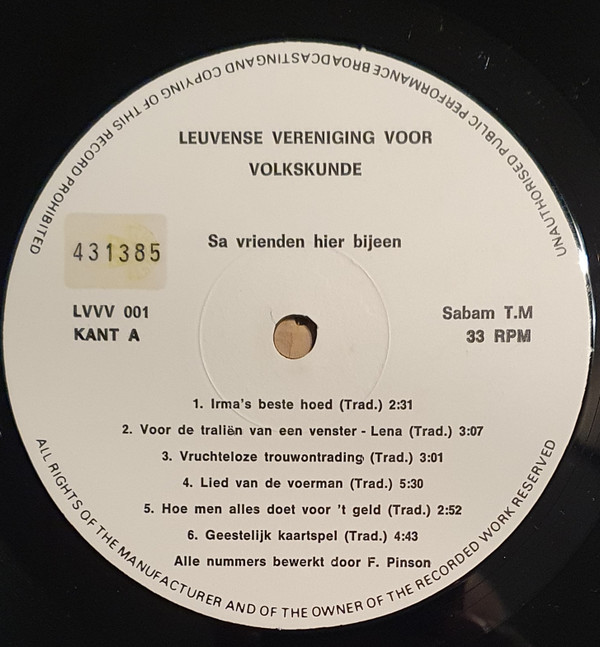 UNAUTHORISED PUBLIC PERFORMANCE BROADCASTING AND COPYING OF THIS RECORD PROHIBITED
LEUVENSE VERENIGING VOOR
VOLKSKUNDE
Sa vrienden hier bijeen
431385
LVVV 001
KANT A
Sabam T.M
33 RPM
1. Irma's beste hoed (Trad.) 2:31
2. Voor de traliën van een venster - Lena (Trad.) 3:07
3. Vruchteloze trouwontrading (Trad.) 3:01
4. Lied van de voerman (Trad.) 5:30
5. Hoe men alles doet voor 't geld (Trad.) 2:52
6. Geestelijk kaartspel (Trad.) 4:43
Alle nummers bewerkt door F. Pinson
ALL RIGHTS OF THE MANUFACTURER AND OF THE OWNER OF THE RECORDED WORK RESERVED